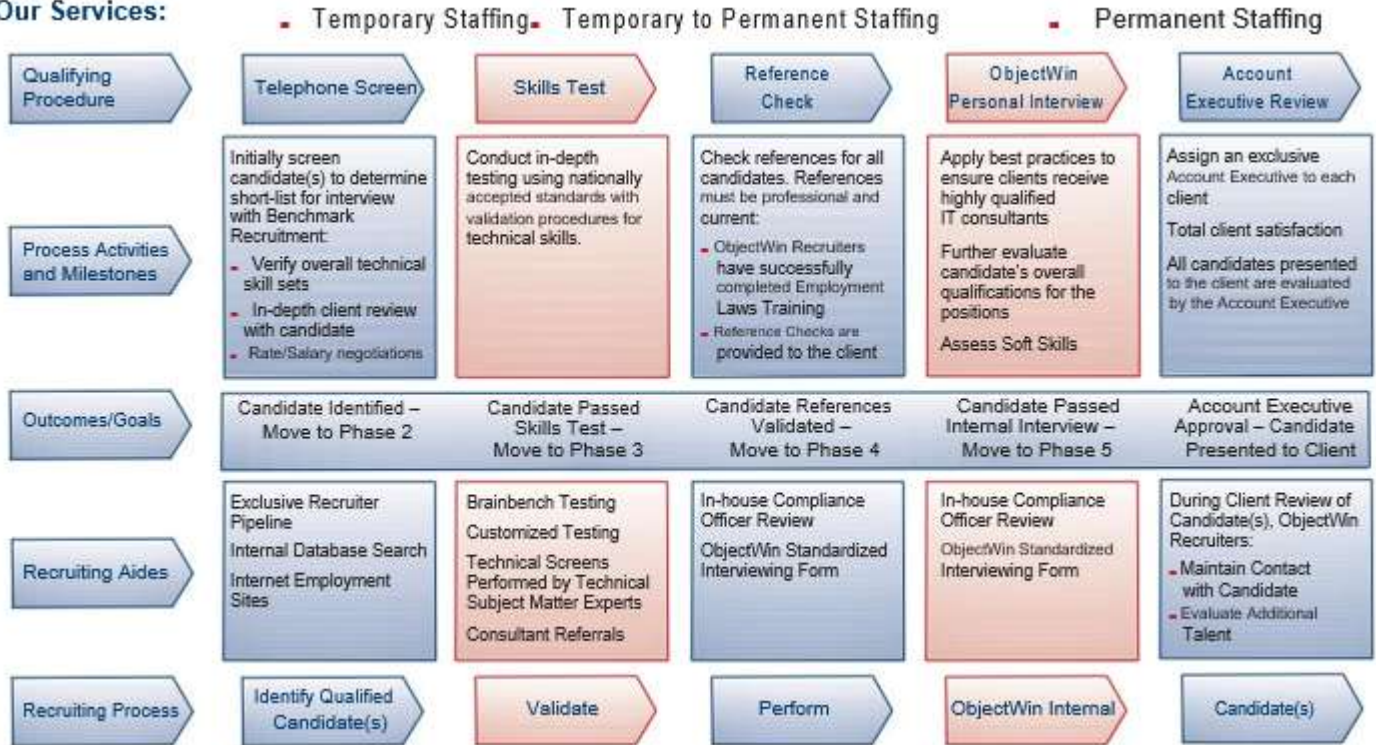 Our Services:
Temporary Staffing
Temporary to Permanent Staffing
Permanent Staffing
Qualifying
Procedure
Telephone Screen
Skills Test
Reference
Check
ObjectWin
Personal Interview
Account
Executive Review
Process Activities
and Milestones
Initially screen
candidate(s) to determine
short-list for interview
with Benchmark
Recruitment:
Verify overall technical
skill sets
In-depth client review
with candidate
Rate/Salary negotiations
Conduct in-depth
testing using nationally
accepted standards with
validation procedures for
technical skills.
Check references for all
candidates. References
must be professional and
current:
ObjectWin Recruiters
have successfully
completed Employment
Laws Training
Reference Checks are
provided to the client
Apply best practices to
ensure clients receive
highly qualified
IT consultants
Further evaluate
candidate's overall
qualifications for the
positions
Assess Soft Skills
Assign an exclusive
Account Executive to each
client
Total client satisfaction
All candidates presented
to the client are evaluated
by the Account Executive
Outcomes/Goals
Candidate Identified –
Move to Phase 2
Candidate Passed
Skills Test –
Move to Phase 3
Candidate References
Validated –
Move to Phase 4
Candidate Passed
Internal Interview –
Move to Phase 5
Account Executive
Approval – Candidate
Presented to Client
Recruiting Aides
Exclusive Recruiter
Pipeline
Internal Database Search
Internet Employment
Sites
Brainbench Testing
Customized Testing
Technical Screens
Performed by Technical
Subject Matter Experts
Consultant Referrals
In-house Compliance
Officer Review
ObjectWin Standardized
Interviewing Form
In-house Compliance
Officer Review
ObjectWin Standardized
Interviewing Form
During Client Review of
Candidate(s), ObjectWin
Recruiters:
Maintain Contact
with Candidate
Evaluate Additional
Talent
Recruiting Process
Identify Qualified
Candidate(s)
Validate
Perform
ObjectWin Internal
Candidate(s)